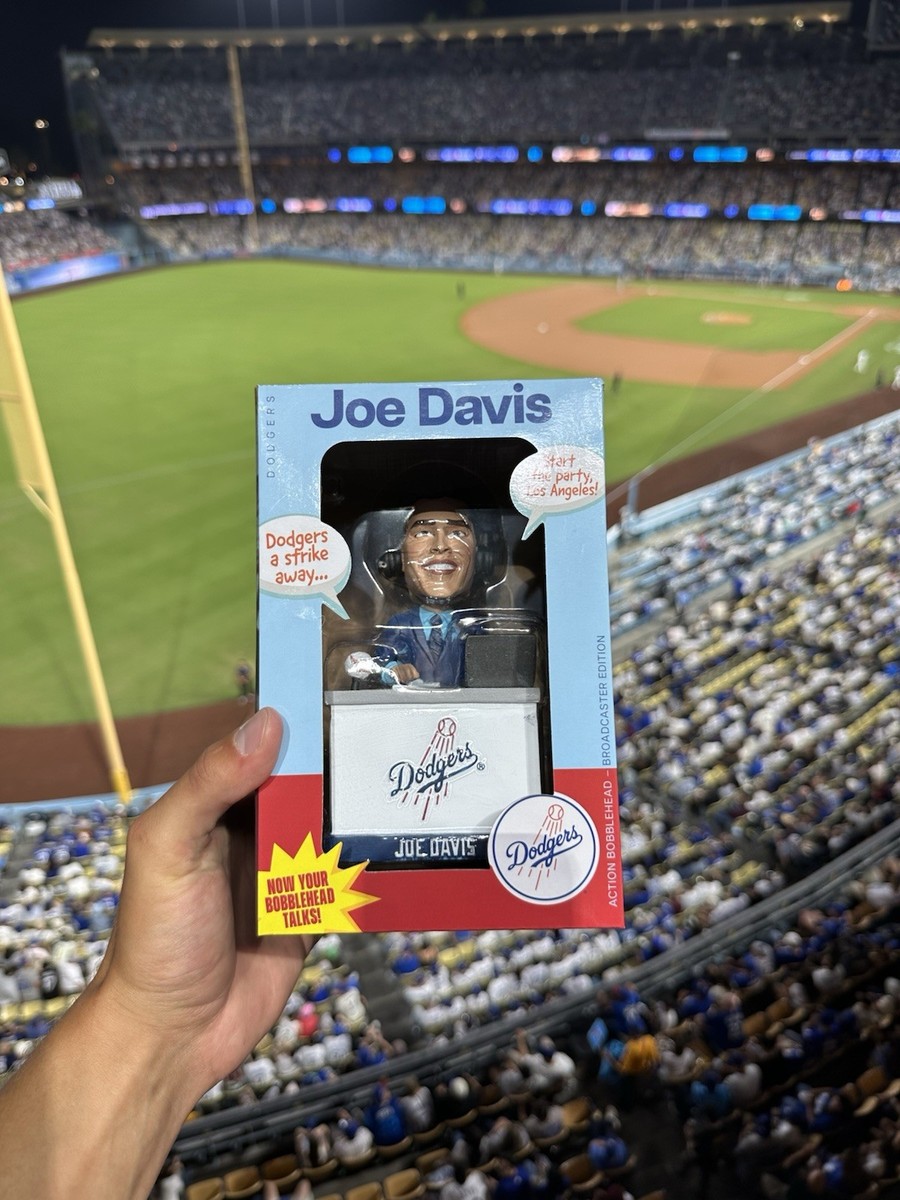 DODGERS
Joe Davis
Start
the party,
Los Angeles!
Dodgers
a strike
away...
Dodgers®
JOE DAVIS
Dodgers
NOW YOUR
BOBBLEHEAD
TALKS!
ACTION BOBBLEHEAD – BROADCASTER EDITION